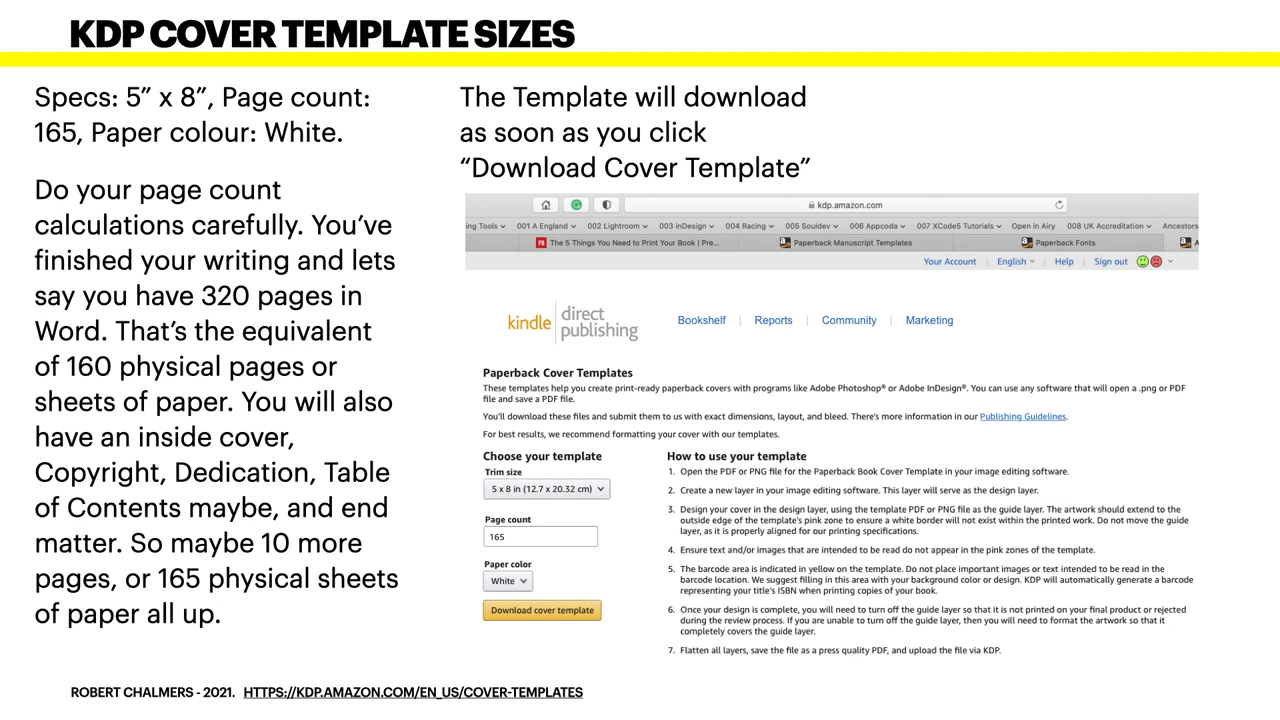 KDP COVER TEMPLATE SIZES
Specs: 5” x 8”, Page count:
165, Paper colour: White.
Do your page count
calculations carefully. You’ve
finished your writing and lets
say you have 320 pages in
Word. That’s the equivalent
of 160 physical pages or
sheets of paper. You will also
have an inside cover,
Copyright, Dedication, Table
of Contents maybe, and end
matter. So maybe 10 more
pages, or 165 physical sheets
of paper all up.
The Template will download
as soon as you click
“Download Cover Template”
kdp.amazon.com
ing Tools 001 A England 002 Lightroom 003 inDesign 004 Racing 005 Souldev 006 Appcoda 007 XCode5 Tutorials Open in Airy 008 UK Accreditation Ancestors
The 5 Things You Need to Print Your Book | Pre... Paperback Manuscript Templates Paperback Fonts A
Your Account English Help Sign out
kindle direct
publishing
Bookshelf Reports Community Marketing
Paperback Cover Templates
These templates help you create print-ready paperback covers with programs like Adobe Photoshop® or Adobe InDesign®. You can use any software that will open a .png or PDF
file and save a PDF file.
You'll download these files and submit them to us with exact dimensions, layout, and bleed. There's more information in our Publishing Guidelines.
For best results, we recommend formatting your cover with our templates.
Choose your template
Trim size
5 x 8 in (12.7 x 20.32 cm)
Page count
165
Paper color
White
Download cover template
How to use your template
1. Open the PDF or PNG file for the Paperback Book Cover Template in your image editing software.
2. Create a new layer in your image editing software. This layer will serve as the design layer.
3. Design your cover in the design layer, using the template PDF or PNG file as the guide layer. The artwork should extend to the
outside edge of the template's pink zone to ensure a white border will not exist within the printed work. Do not move the guide
layer, as it is properly aligned for our printing specifications.
4. Ensure text and/or images that are intended to be read do not appear in the pink zones of the template.
5. The barcode area is indicated in yellow on the template. Do not place important images or text intended to be read in the
barcode location. We suggest filling in this area with your background color or design. KDP will automatically generate a barcode
representing your title's ISBN when printing copies of your book.
6. Once your design is complete, you will need to turn off the guide layer so that it is not printed on your final product or rejected
during the review process. If you are unable to turn off the guide layer, then you will need to format the artwork so that it
completely covers the guide layer.
7. Flatten all layers, save the file as a press quality PDF, and upload the file via KDP.
ROBERT CHALMERS - 2021. HTTPS://KDP.AMAZON.COM/EN_US/COVER-TEMPLATES